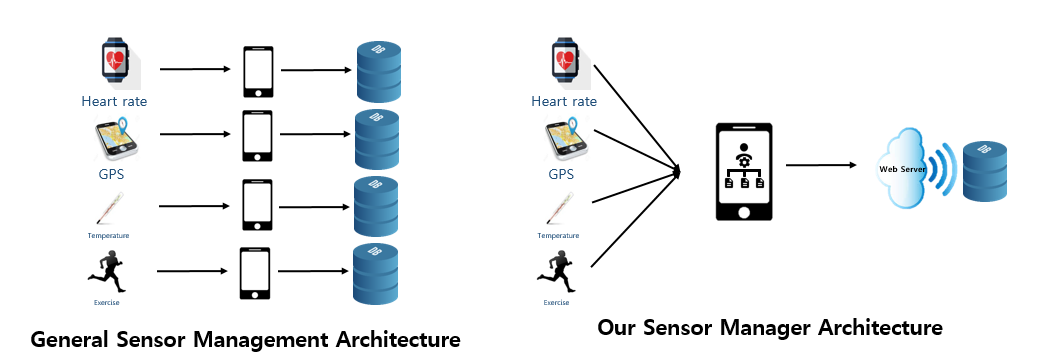 DB
Heart rate
DB
GPS
DB
Temperature
DB
Exercise
General Sensor Management Architecture
Heart rate
GPS
Web Server
DB
Temperature
Exercise
Our Sensor Manager Architecture